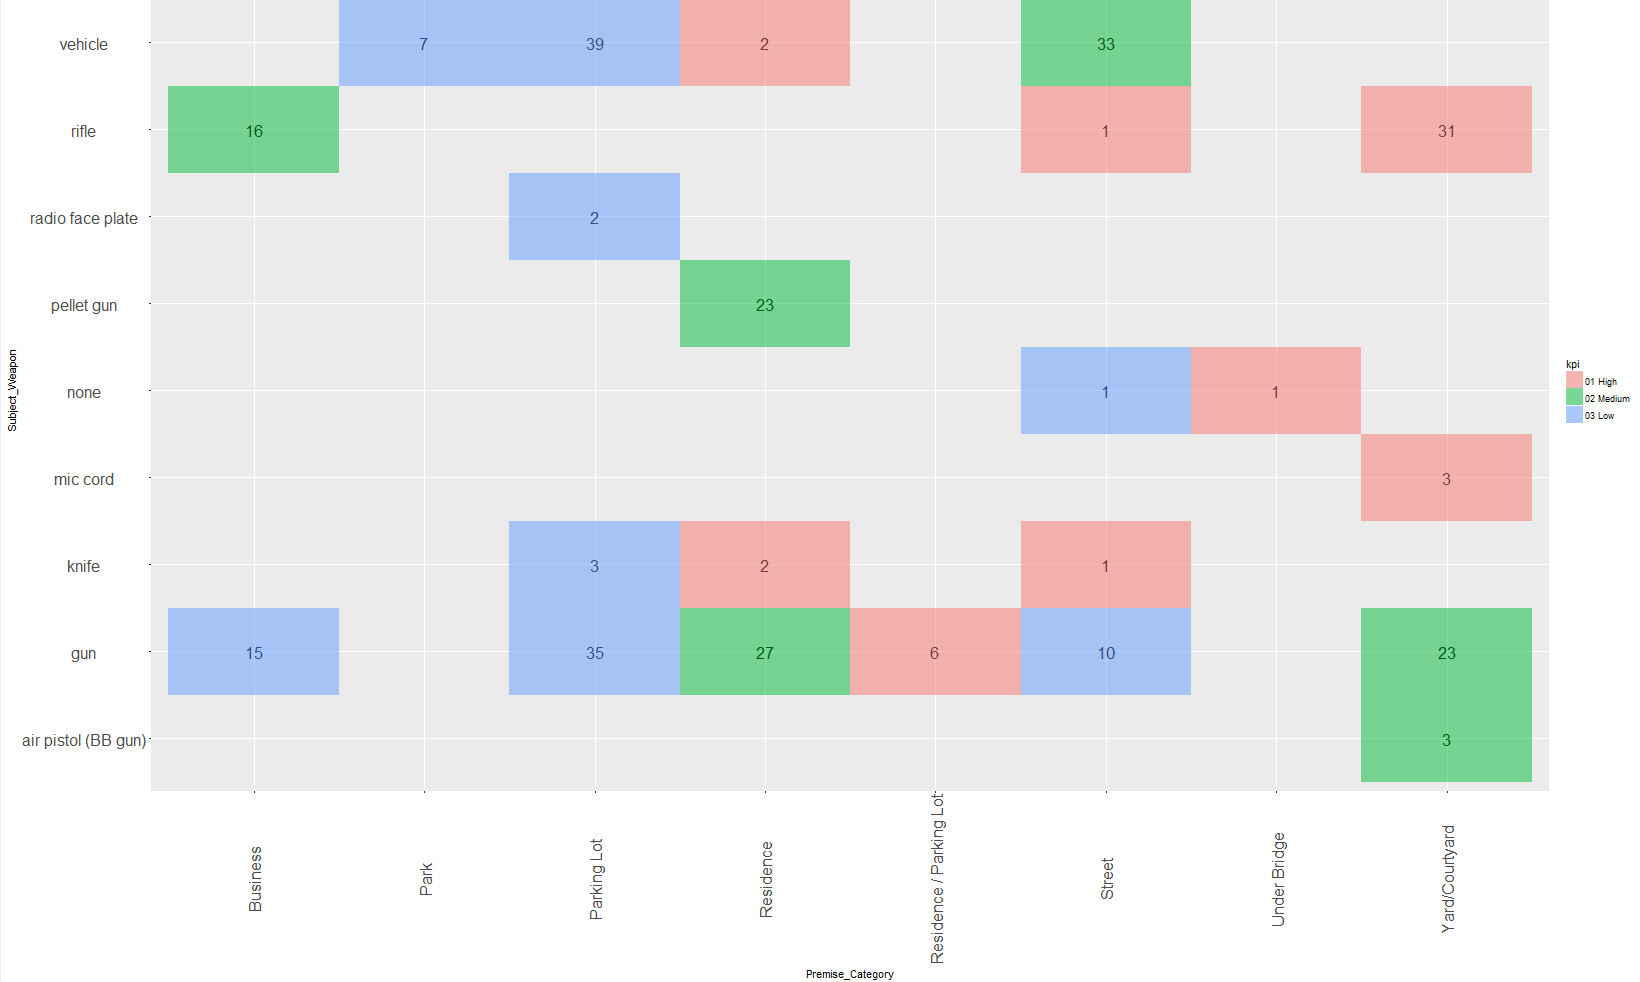 vehicle 7 39 2 33
rifle 16 1 31
radio face plate 2
pellet gun 23
none 1 1
mic cord 3
knife 3 2 1
gun 15 35 27 6 10 23
air pistol (BB gun) 3
Subject_Weapon
Business
Park
Parking Lot
Residence
Residence / Parking Lot
Street
Under Bridge
Yard/Courtyard
Premise_Category
kpi
01 High
02 Medium
03 Low